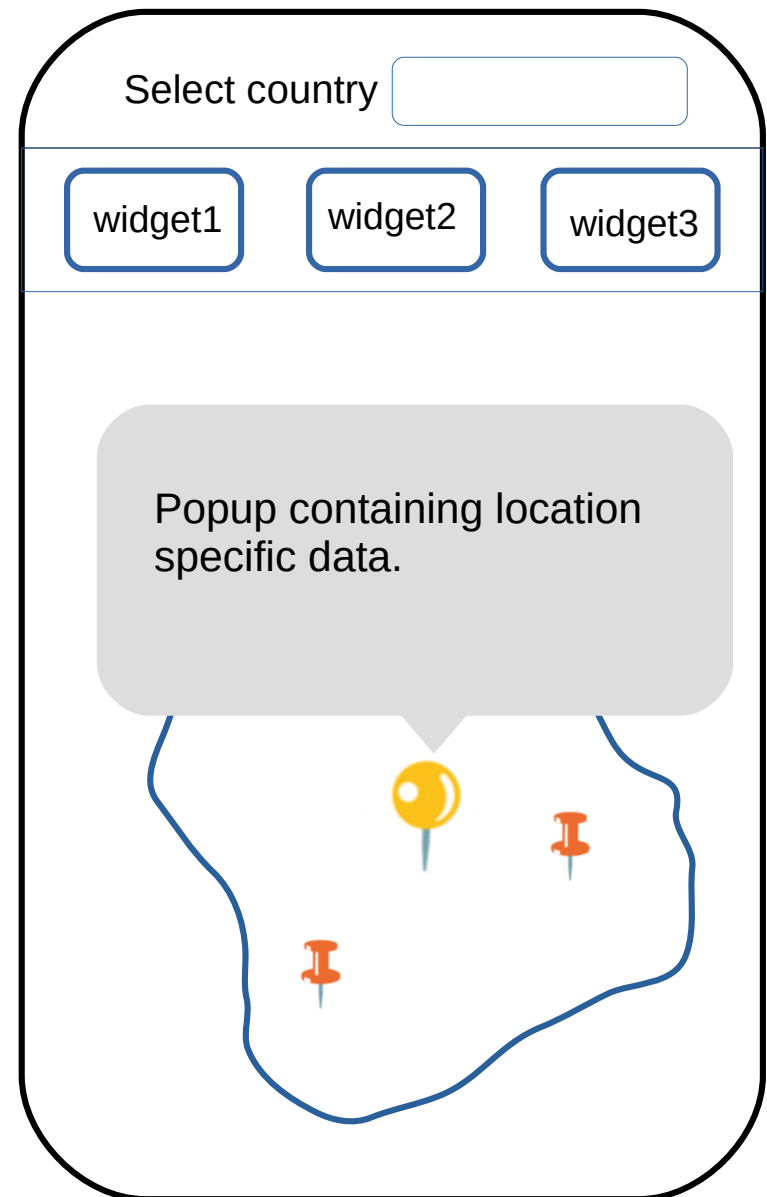 Select country
widget1 widget2 widget3
Popup containing location
specific data.